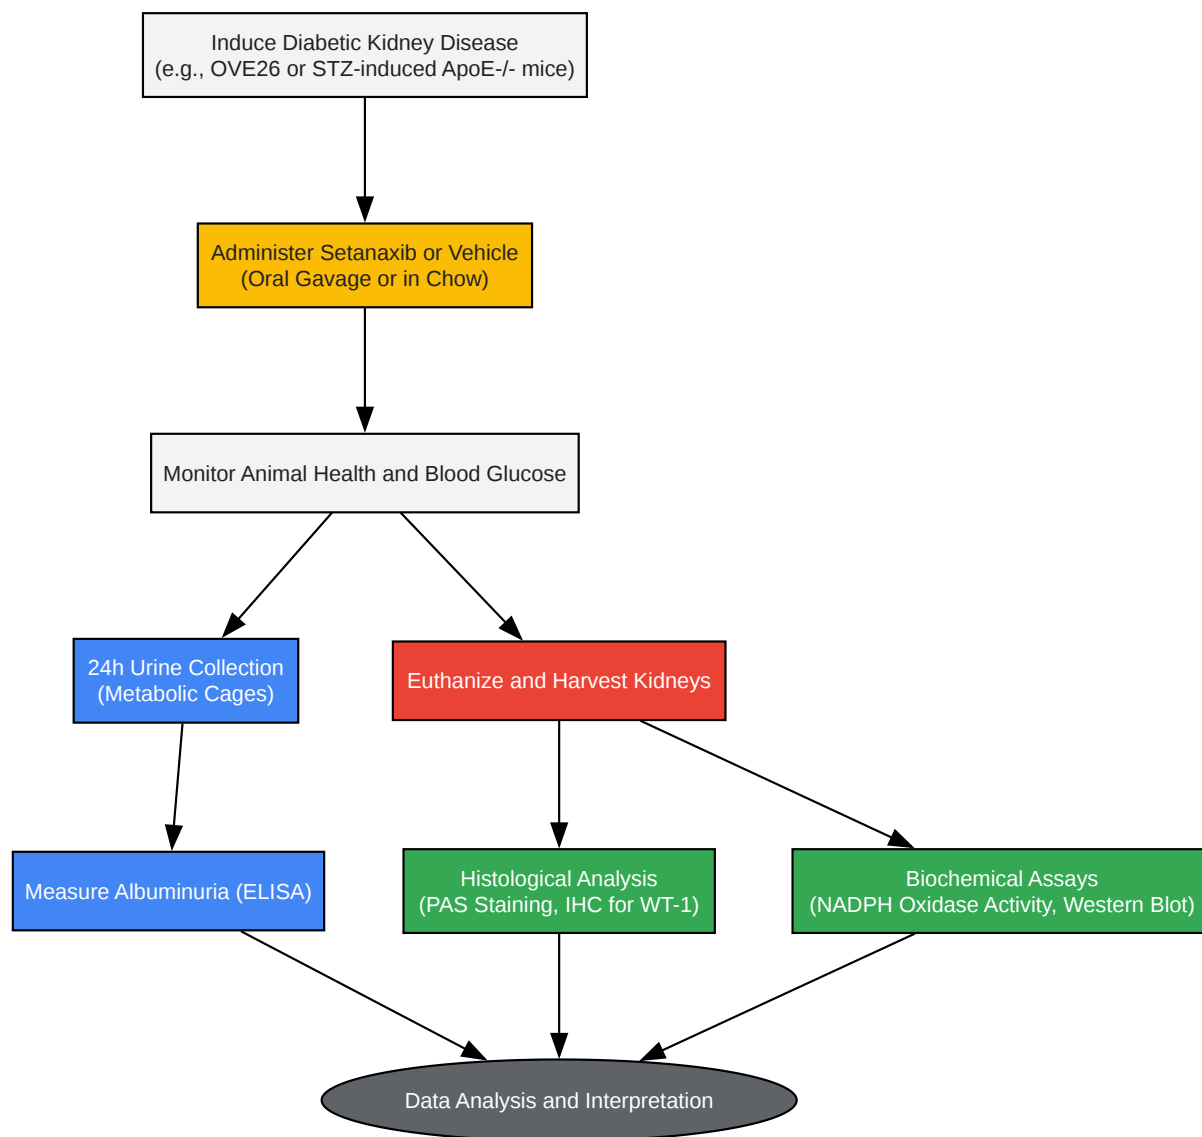 Induce Diabetic Kidney Disease
(e.g., OVE26 or STZ-induced ApoE-/- mice)
Administer Setanaxib or Vehicle
(Oral Gavage or in Chow)
Monitor Animal Health and Blood Glucose
24h Urine Collection
(Metabolic Cages)
Euthanize and Harvest Kidneys
Measure Albuminuria (ELISA)
Histological Analysis
(PAS Staining, IHC for WT-1)
Biochemical Assays
(NADPH Oxidase Activity, Western Blot)
Data Analysis and Interpretation